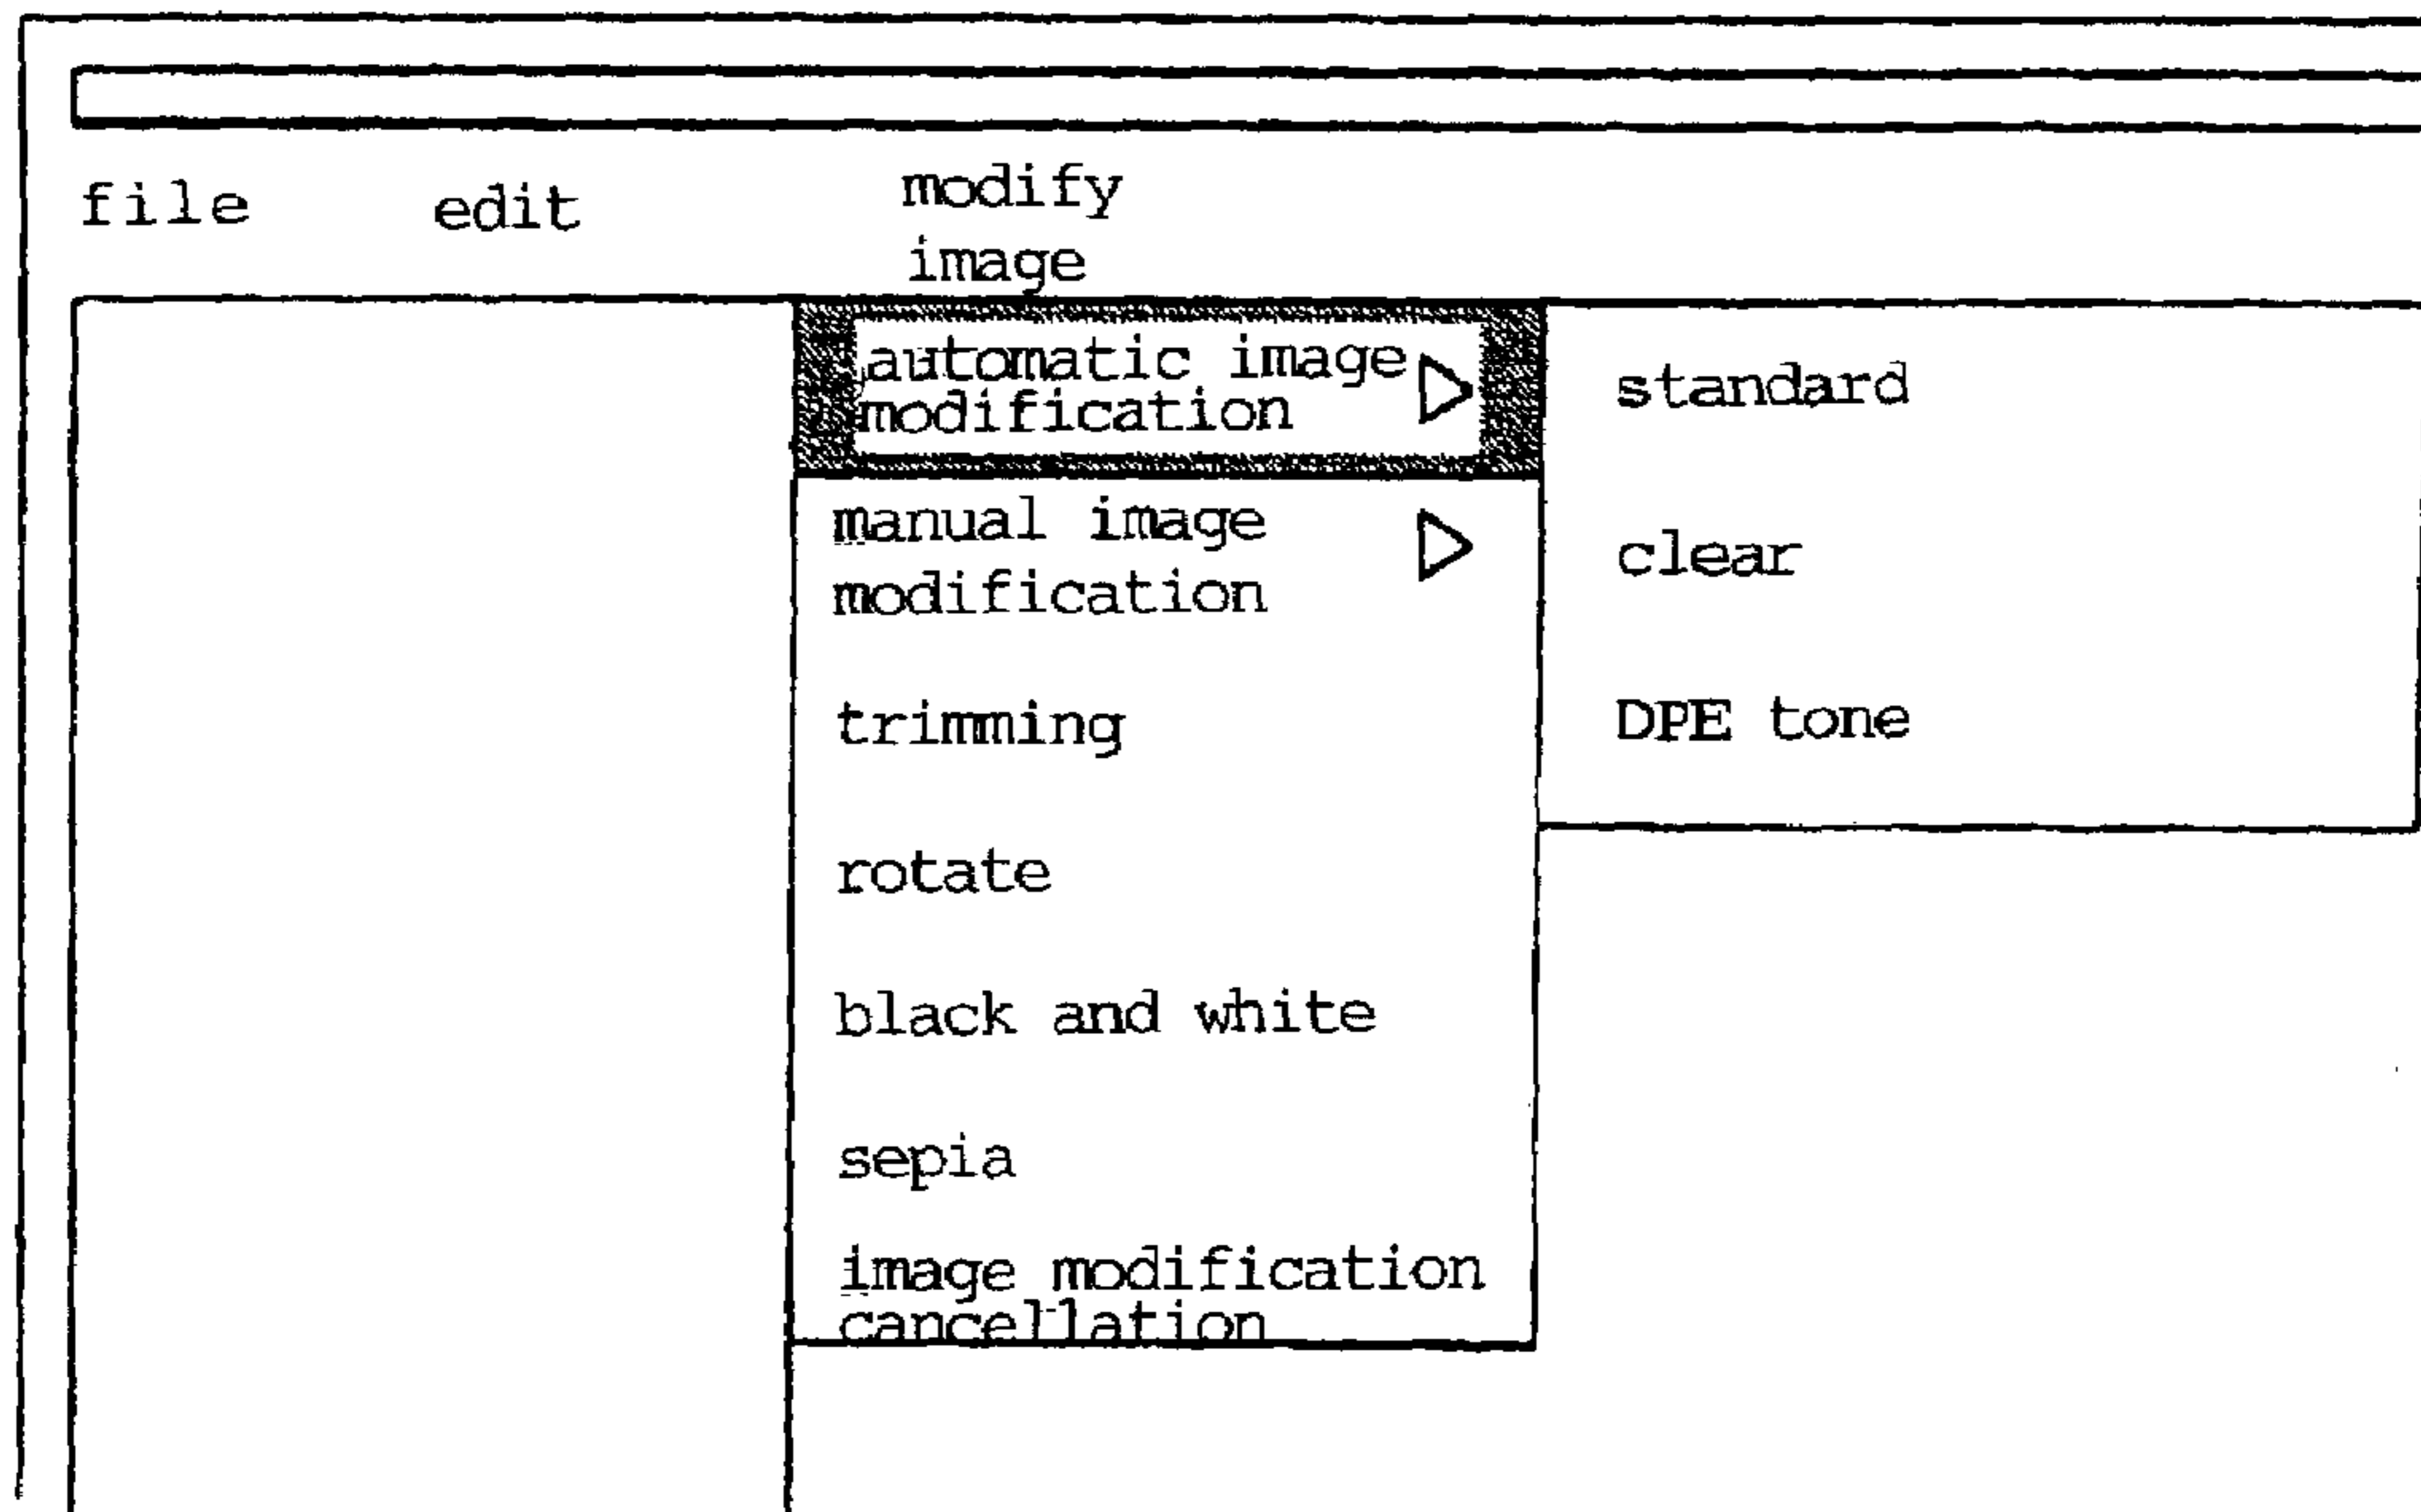 file edit modify
image
automatic image
modification
manual image
modification
trimming
rotate
black and white
sepia
image modification
cancellation
standard
clear
DPE tone